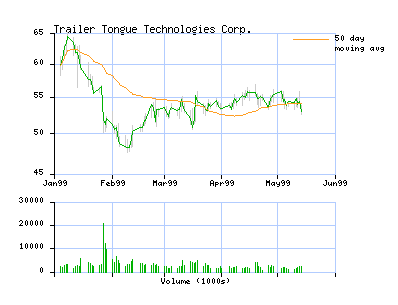 Trailer Tongue Technologies Corp.
50 day
moving avg
65
60
55
50
45
Jan99 Feb99 Mar99 Apr99 May99 Jun99
30000
20000
10000
0
Volume (1000s)